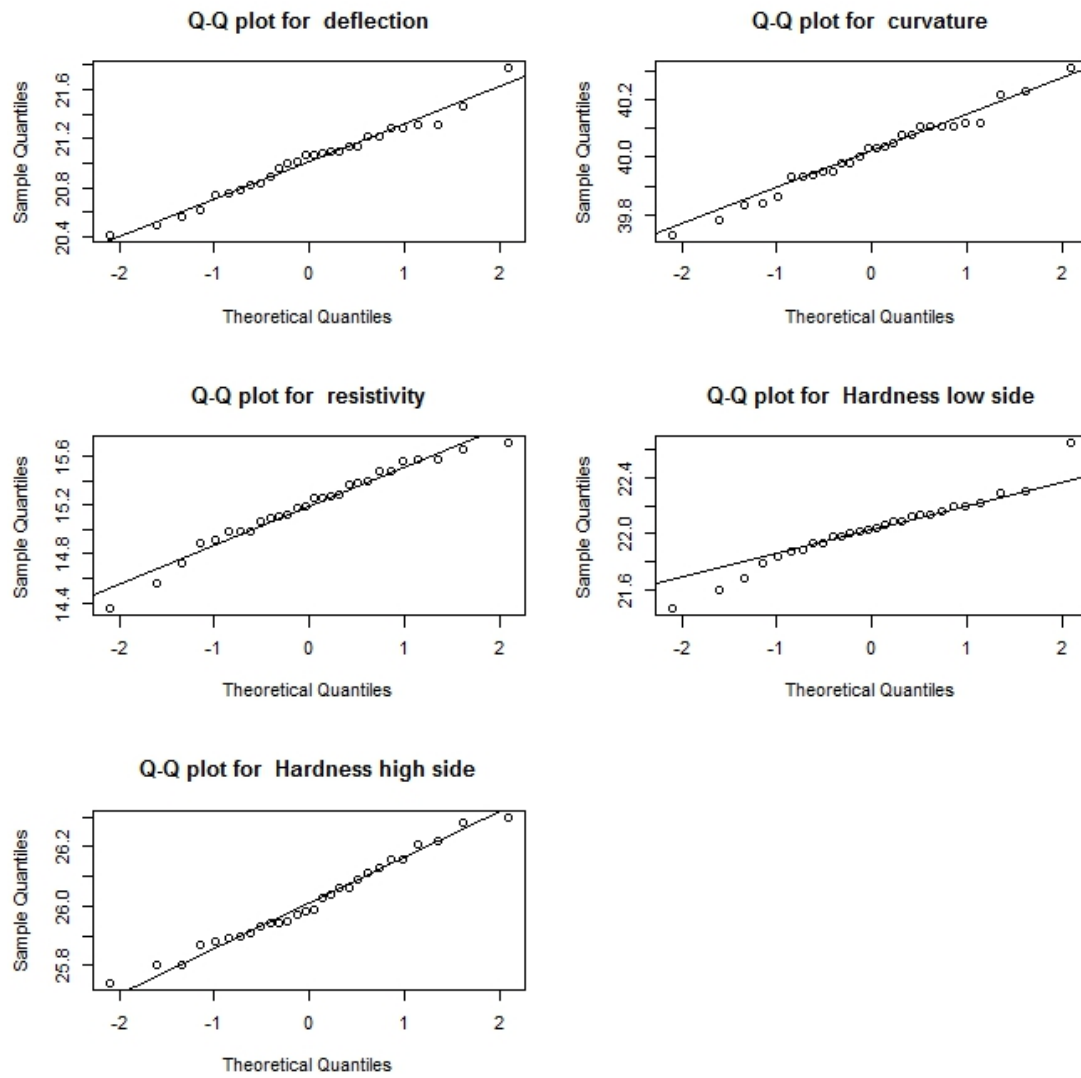 Q-Q plot for  deflection
Sample Quantiles
20.4 20.8 21.2 21.6
-2 -1 0 1 2
Theoretical Quantiles
Q-Q plot for  curvature
Sample Quantiles
39.8 40.0 40.2
-2 -1 0 1 2
Theoretical Quantiles
Q-Q plot for  resistivity
Sample Quantiles
14.4 14.8 15.2 15.6
-2 -1 0 1 2
Theoretical Quantiles
Q-Q plot for  Hardness low side
Sample Quantiles
21.6 22.0 22.4
-2 -1 0 1 2
Theoretical Quantiles
Q-Q plot for  Hardness high side
Sample Quantiles
25.8 26.0 26.2
-2 -1 0 1 2
Theoretical Quantiles